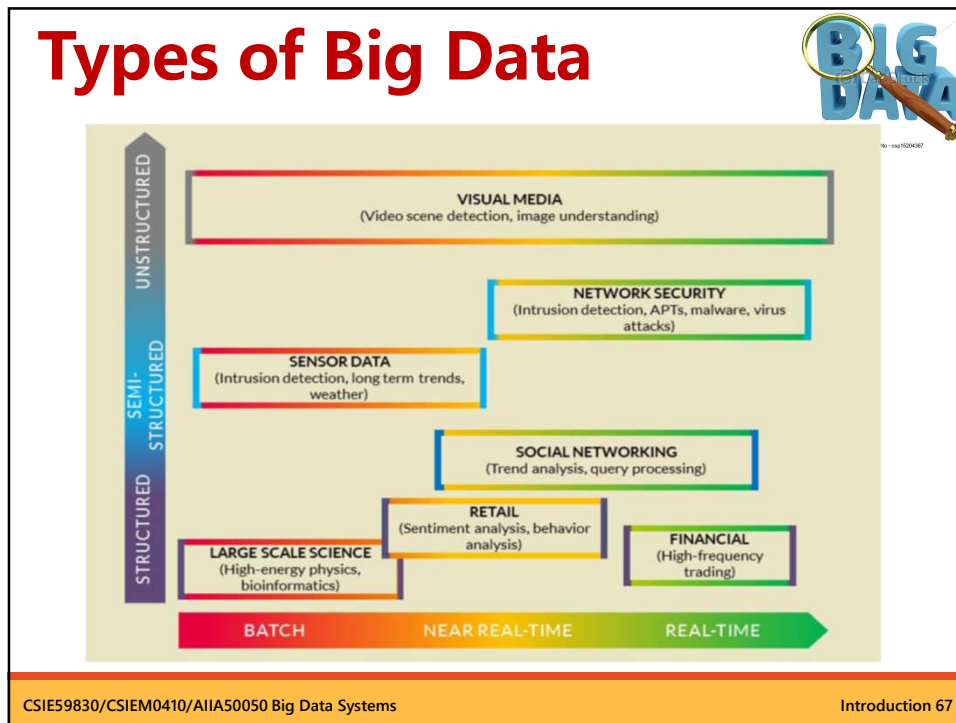 Types of Big Data
BIG
DATA
(C) CanStock
ito - csp15204367
UNSTRUCTURED
SEMI-
STRUCTURED
STRUCTURED
VISUAL MEDIA
(Video scene detection, image understanding)
NETWORK SECURITY
(Intrusion detection, APTs, malware, virus
attacks)
SENSOR DATA
(Intrusion detection, long term trends,
weather)
SOCIAL NETWORKING
(Trend analysis, query processing)
RETAIL
(Sentiment analysis, behavior
analysis)
LARGE SCALE SCIENCE
(High-energy physics,
bioinformatics)
FINANCIAL
(High-frequency
trading)
BATCH
NEAR REAL-TIME
REAL-TIME
CSIE59830/CSIEM0410/AIIA50050 Big Data Systems
Introduction 67